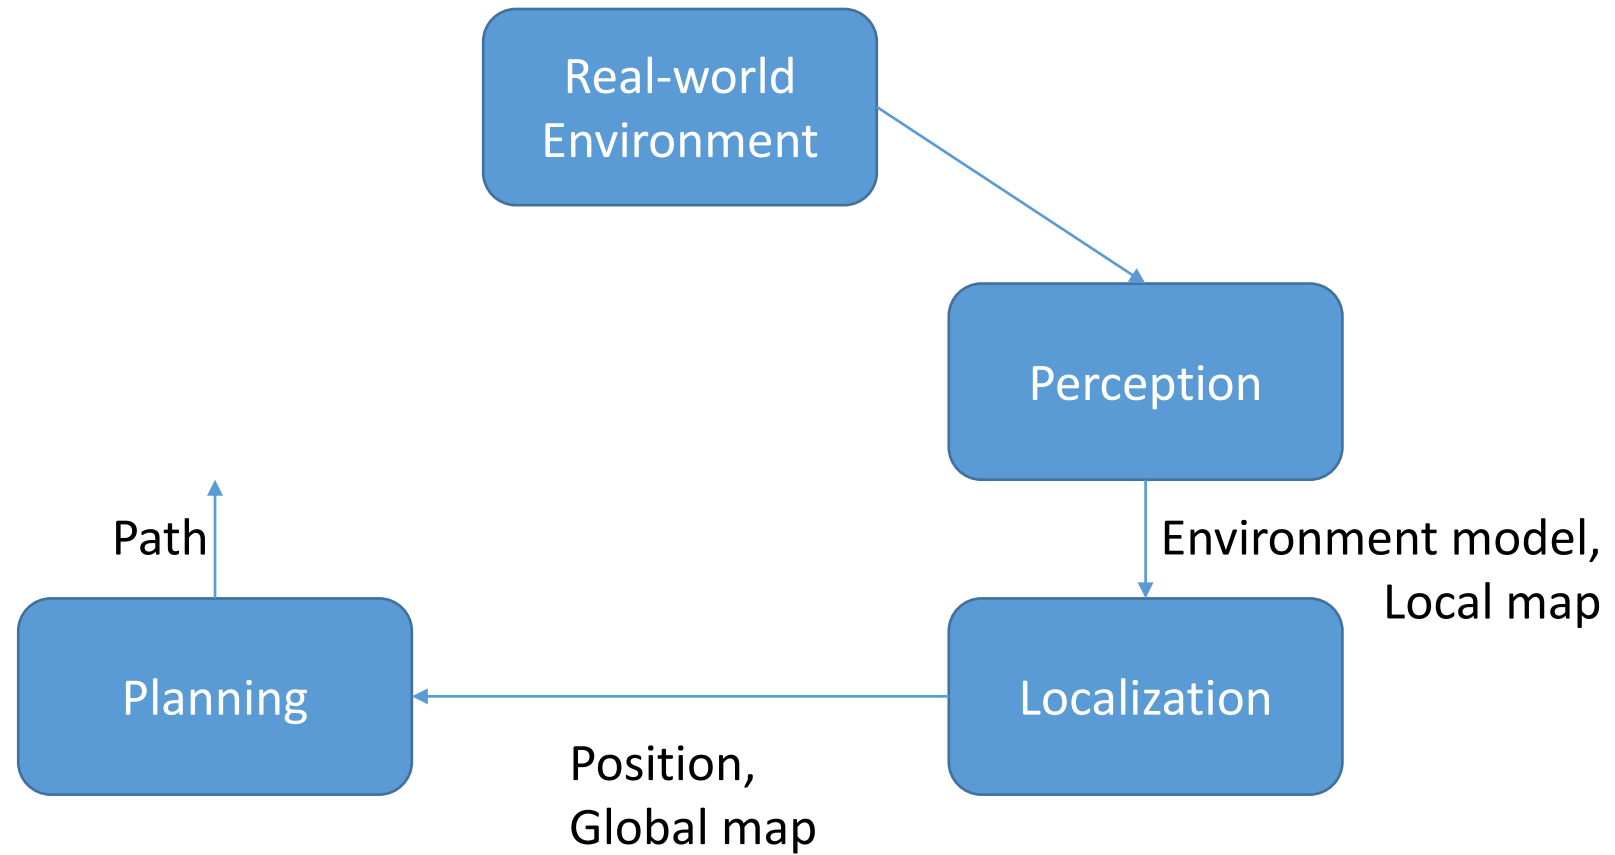 Real-world
Environment
Perception
Path
Environment model,
Local map
Planning
Localization
Position,
Global map